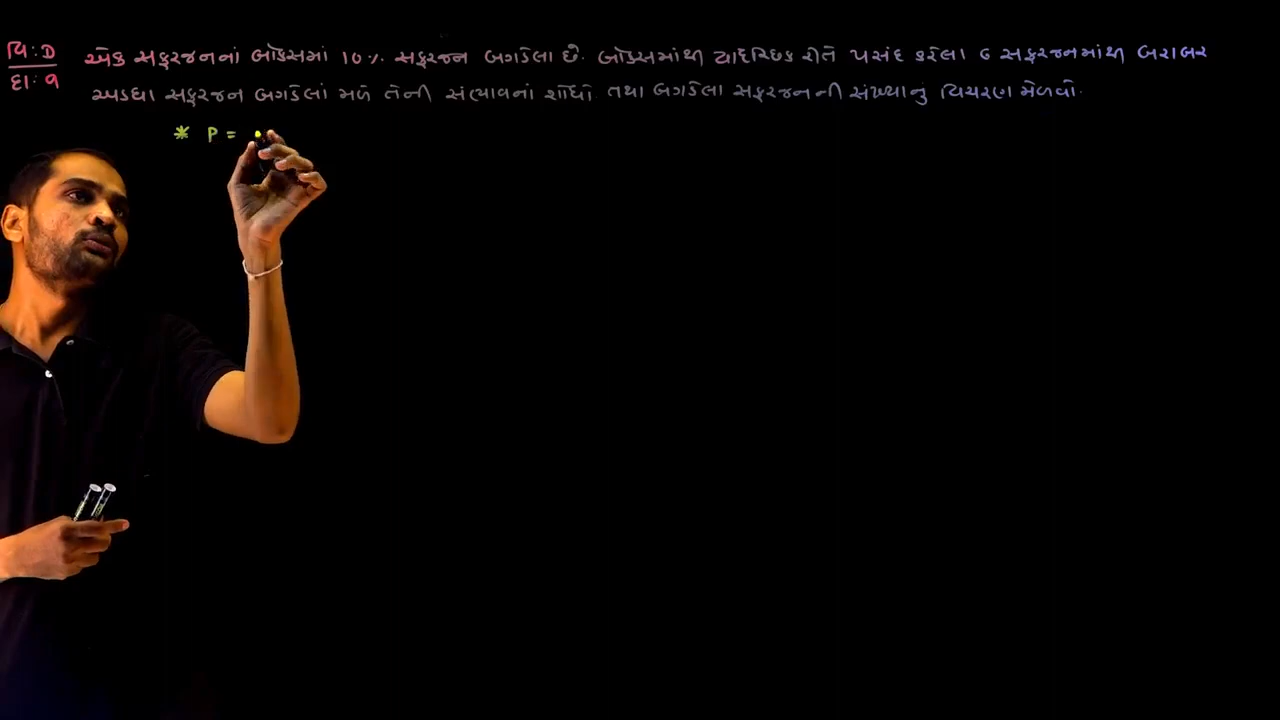 વિ:D એક સફરજનનાં બોક્સમાં 10% સફરજન બગડેલા છે. બોક્સમાંથી યાદૈચ્છિક રીતે પસંદ કરેલા 6 સફરજનમાંથી બરાબર
દા:૧ અડધા સફરજન બગડેલાં મળે તેની સંભાવનાં શોધો. તથા બગડેલા સફરજનની સંખ્યાનું વિચરણ મેળવો.
* P =